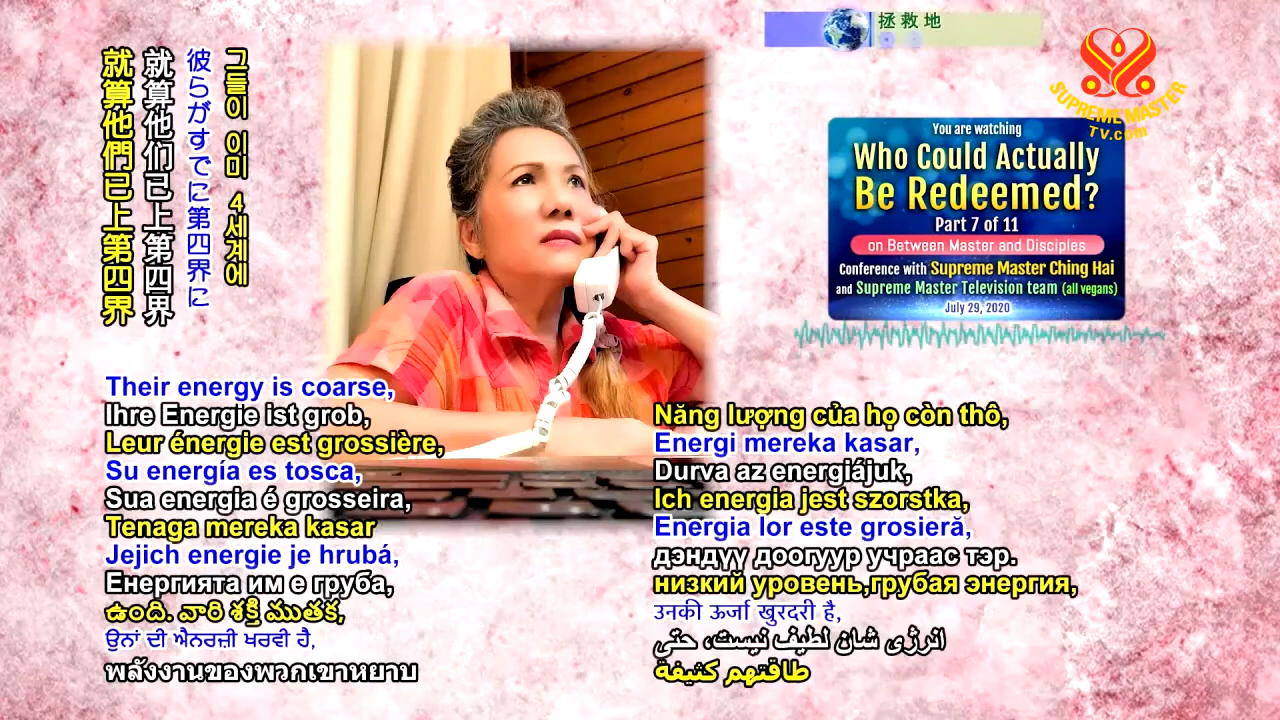 拯救地
SUPREME MASTER
TV.com
You are watching
Who Could Actually
Be Redeemed?
Part 7 of 11
on Between Master and Disciples
Conference with Supreme Master Ching Hai
and Supreme Master Television team (all vegans)
July 29, 2020
그들이 이미 4세계에
彼らがすでに第四界に
就算他们已上第四界
就算他們已上第四界
Their energy is coarse,
Ihre Energie ist grob,
Leur énergie est grossière,
Su energía es tosca,
Sua energia é grosseira,
Tenaga mereka kasar
Jejich energie je hrubá,
Енергията им е груба,
ఉంది. వారి శక్తి ముతక,
ਉਨਾਂ ਦੀ ਐਨਰਜ਼ੀ ਖਰਵੀ ਹੈ,
พลังงานของพวกเขาหยาบ
Năng lượng của họ còn thô,
Energi mereka kasar,
Durva az energiájuk,
Ich energia jest szorstka,
Energia lor este grosieră,
дэндүү доогуур учраас тэр.
низкий уровень,грубая энергия,
उनकी ऊर्जा खुरदरी है,
انرژی شان لطیف نیست، حتی
طاقتهم كثيفة